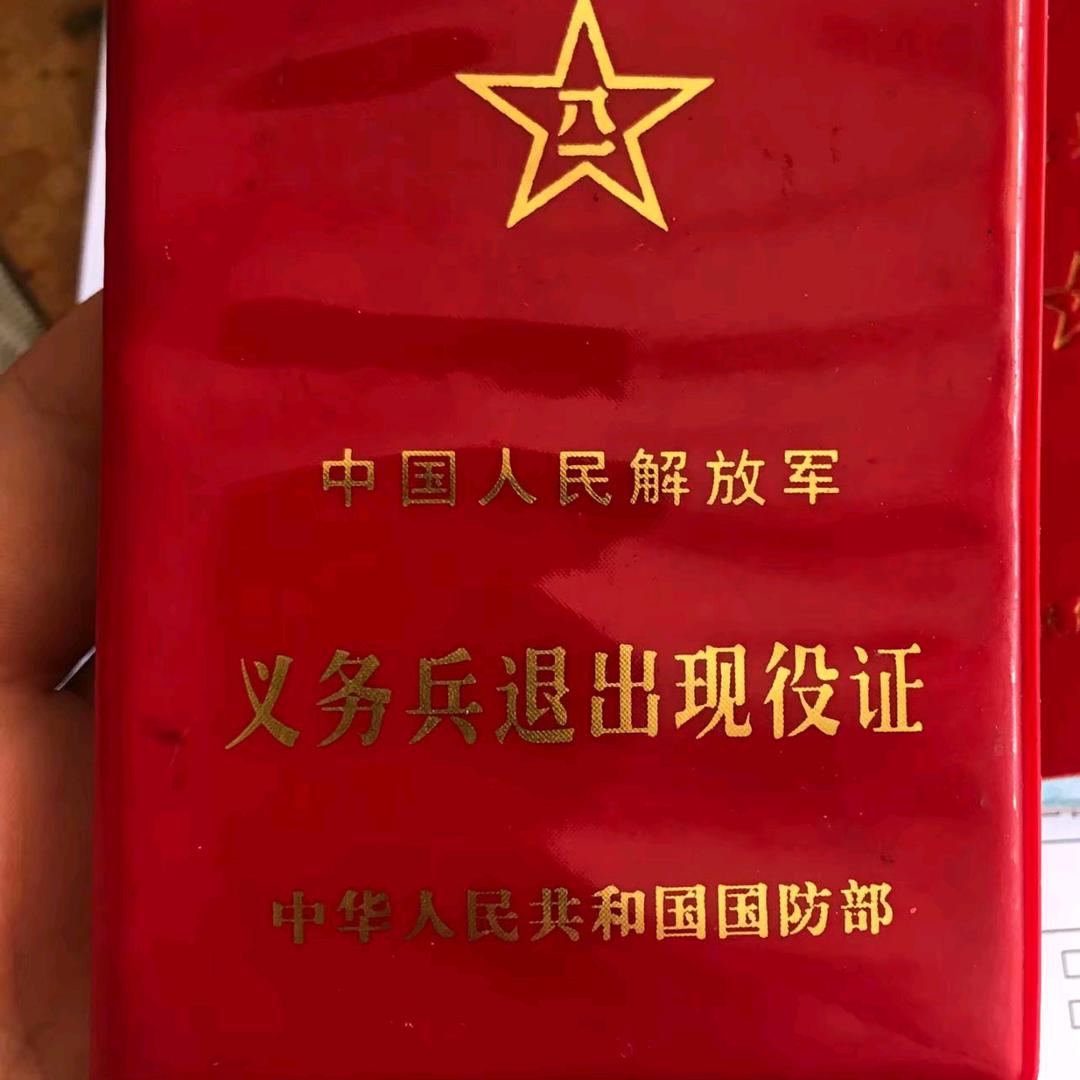 八一
中国人民解放军
义务兵退出现役证
中华人民共和国国防部